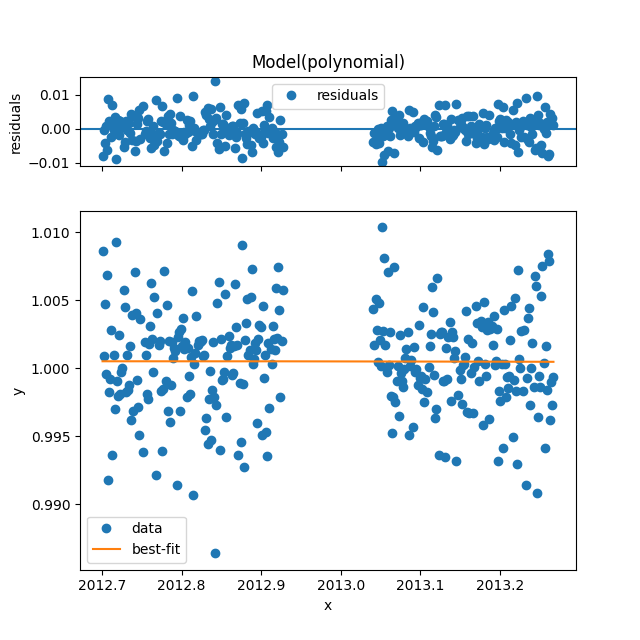 Model(polynomial)
residuals
0.01
0.00
−0.01
residuals
1.010
1.005
1.000
0.995
0.990
y
data
best-fit
2012.7 2012.8 2012.9 2013.0 2013.1 2013.2
x